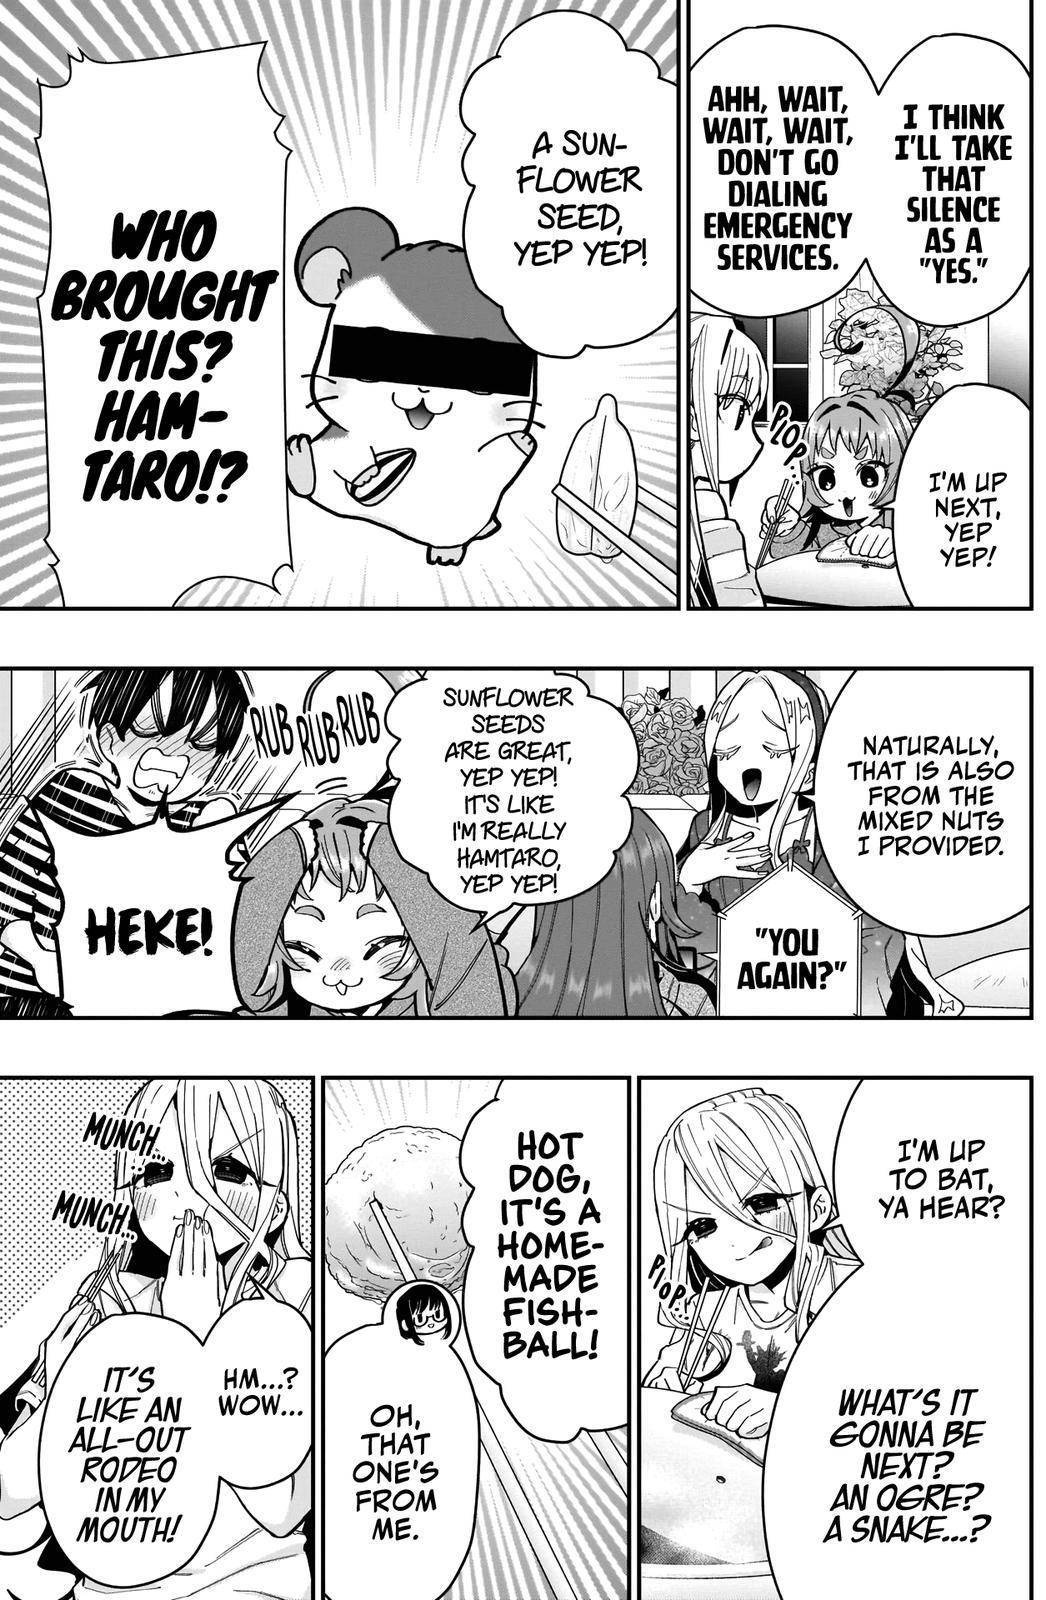 I THINK
I'LL TAKE
THAT
SILENCE
AS A
"YES."
AHH, WAIT,
WAIT, WAIT,
DON'T GO
DIALING
EMERGENCY
SERVICES.
I'M UP
NEXT,
YEP
YEP!
PLOP...
A SUN-
FLOWER
SEED,
YEP YEP!
WHO
BROUGHT
THIS?
HAM-
TARO!?
NATURALLY,
THAT IS ALSO
FROM THE
MIXED NUTS
I PROVIDED.
"YOU
AGAIN?"
SUNFLOWER
SEEDS
ARE GREAT,
YEP YEP!
IT'S LIKE
I'M REALLY
HAMTARO,
YEP YEP!
RUB RUB RUB
HEKE!
I'M UP
TO BAT,
YA HEAR?
PLOP...
WHAT'S IT
GONNA BE
NEXT?
AN OGRE?
A SNAKE...?
HOT
DOG,
IT'S A
HOME-
MADE
FISH-
BALL!
OH,
THAT
ONE'S
FROM
ME.
MUNCH...
MUNCH...
HM...?
WOW...
IT'S
LIKE AN
ALL-OUT
RODEO
IN MY
MOUTH!